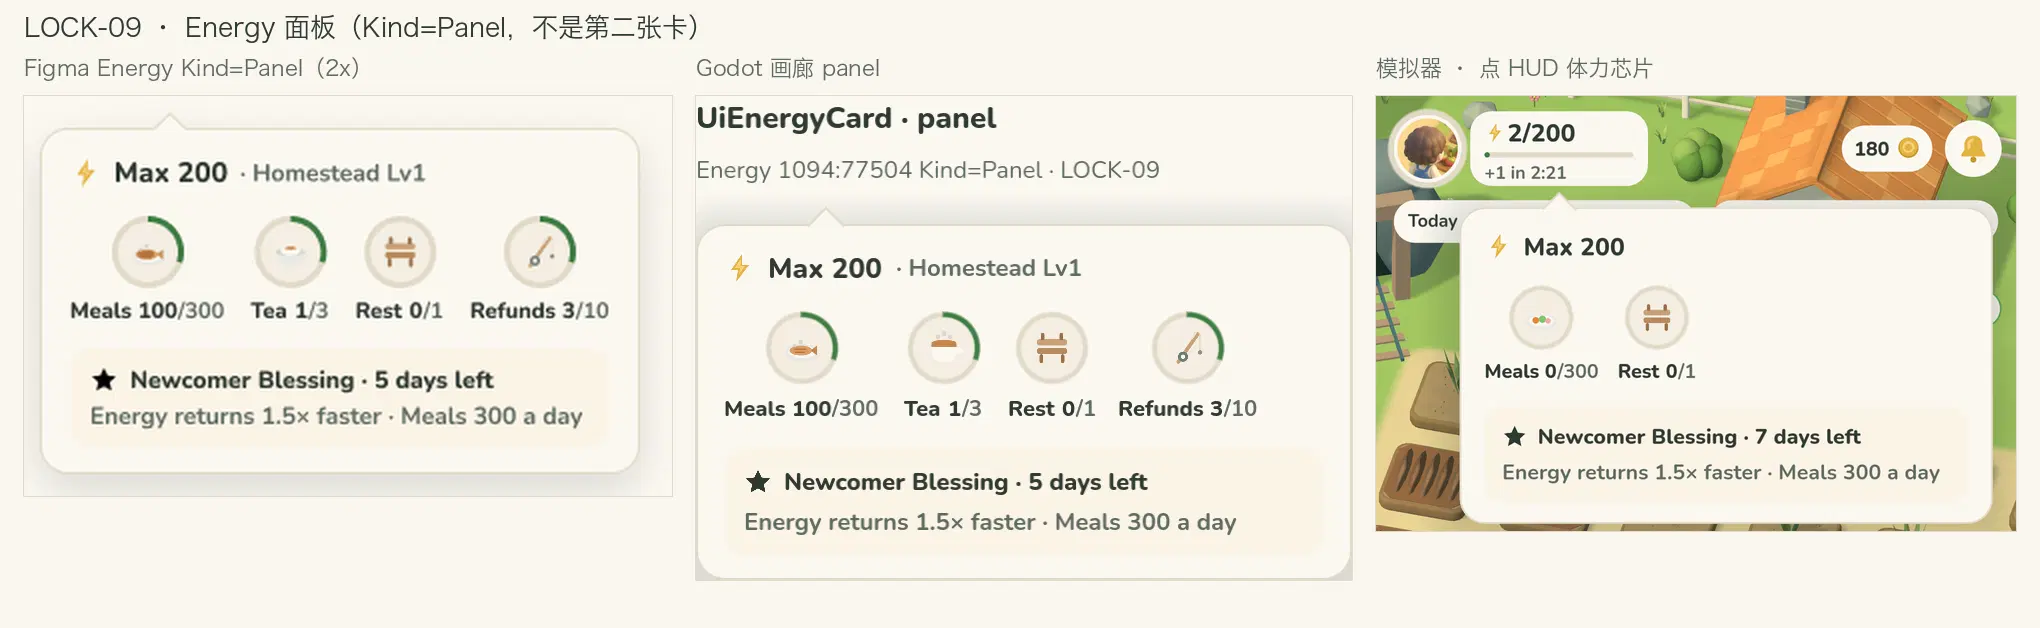 LOCK-09 · Energy 面板（Kind=Panel，不是第二张卡）
Figma Energy Kind=Panel（2x）
Max 200 · Homestead Lv1
Meals 100/300 Tea 1/3 Rest 0/1 Refunds 3/10
★ Newcomer Blessing · 5 days left
Energy returns 1.5× faster · Meals 300 a day
Godot 画廊 panel
UiEnergyCard · panel
Energy 1094:77504 Kind=Panel · LOCK-09
Max 200 · Homestead Lv1
Meals 100/300 Tea 1/3 Rest 0/1 Refunds 3/10
★ Newcomer Blessing · 5 days left
Energy returns 1.5× faster · Meals 300 a day
模拟器 · 点 HUD 体力芯片
2/200
+1 in 2:21
180
Today
Max 200
Meals 0/300 Rest 0/1
★ Newcomer Blessing · 7 days left
Energy returns 1.5× faster · Meals 300 a day